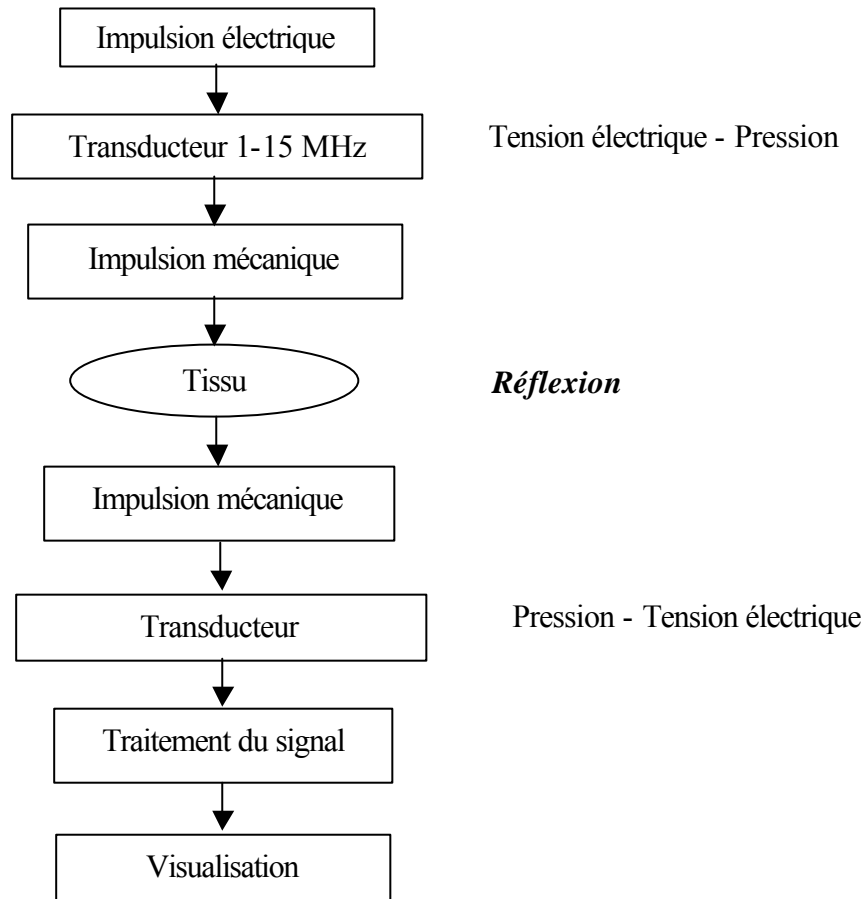 Impulsion électrique
Transducteur 1-15 MHz
Tension électrique - Pression
Impulsion mécanique
Tissu
Réflexion
Impulsion mécanique
Transducteur
Pression - Tension électrique
Traitement du signal
Visualisation